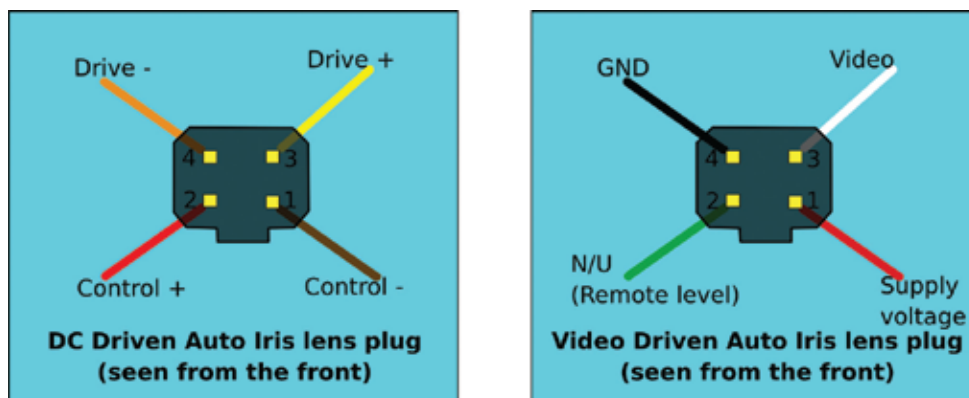 Drive -
Drive +
4
3
2
1
Control +
Control -
DC Driven Auto Iris lens plug
(seen from the front)
GND
Video
4
3
2
1
N/U
(Remote level)
Supply
voltage
Video Driven Auto Iris lens plug
(seen from the front)